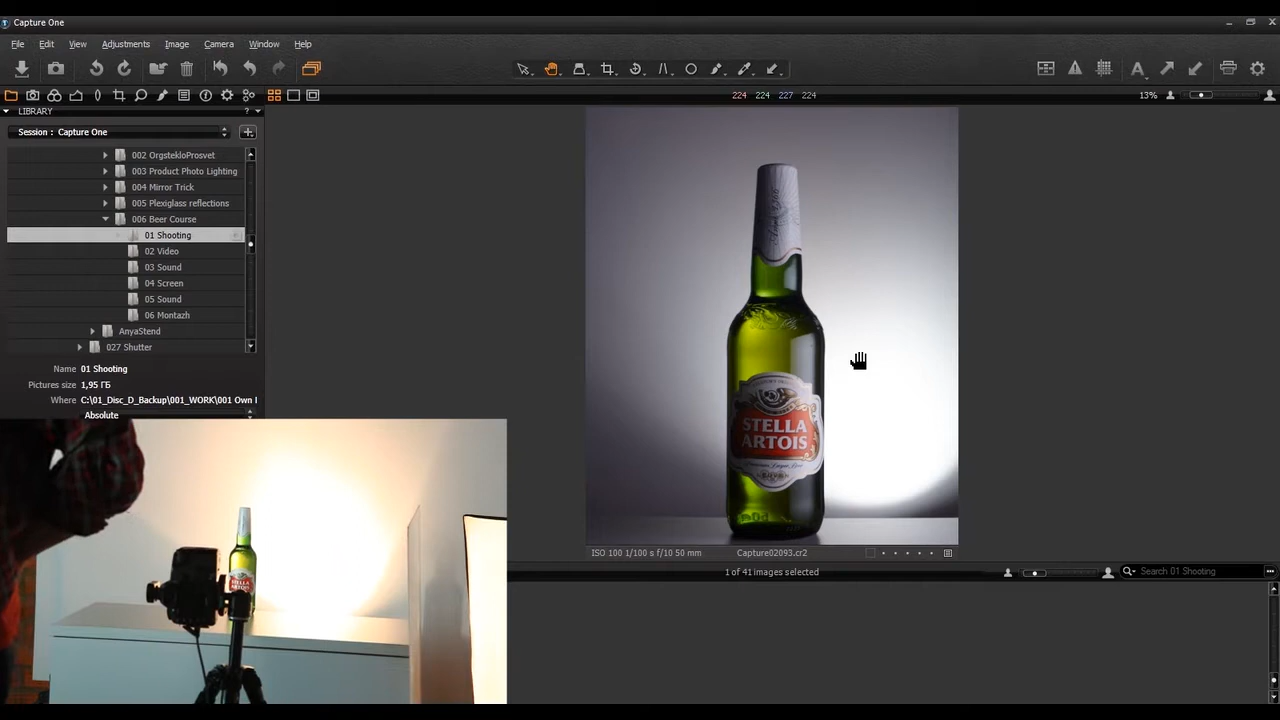 Capture One
File Edit View Adjustments Image Camera Window Help
224 224 227 224
13%
LIBRARY
? 
Session : Capture One
002 OrgstekloProsvet
003 Product Photo Lighting
004 Mirror Trick
005 Plexiglass reflections
006 Beer Course
01 Shooting
02 Video
03 Sound
04 Screen
05 Sound
06 Montazh
AnyaStend
027 Shutter
Name 01 Shooting
Pictures size 1,95 ГБ
Where C:\01_Disc_D_Backup\001_WORK\001 Own I
Absolute
STELLA
ARTOIS
ISO 100 1/100 s f/10 50 mm Capture02093.cr2
1 of 41 images selected
Search 01 Shooting
STELLA
ARTOIS